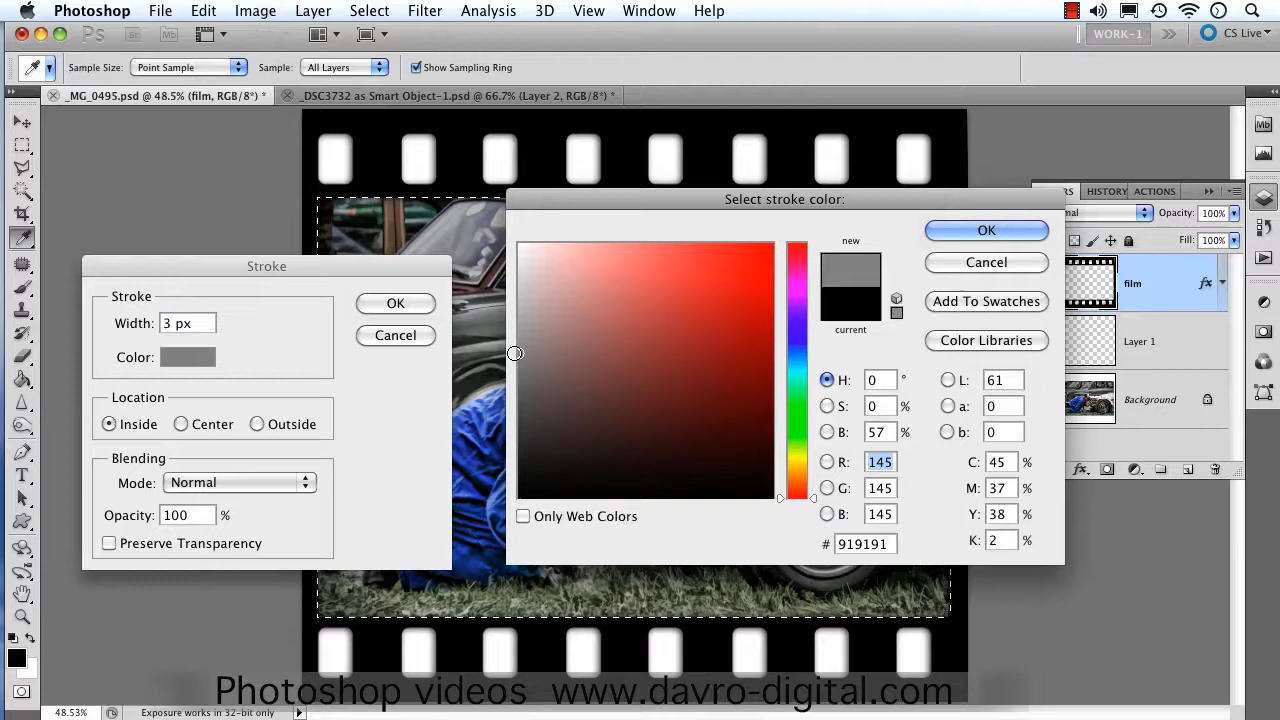 Photoshop File Edit Image Layer Select Filter Analysis 3D View Window Help
Ps Br Mb WORK-1 CS Live
Sample Size: Point Sample Sample: All Layers Show Sampling Ring
_MG_0495.psd @ 48.5% (film, RGB/8*) * _DSC3732 as Smart Object-1.psd @ 66.7% (Layer 2, RGB/8*) *
Mb
HISTORY ACTIONS
Opacity: 100%
Fill: 100%
film fx
Layer 1
Background
fx
Select stroke color:
new
current
OK
Cancel
Add To Swatches
Color Libraries
H: 0 °
S: 0 %
B: 57 %
R: 145
G: 145
B: 145
# 919191
L: 61
a: 0
b: 0
C: 45 %
M: 37 %
Y: 38 %
K: 2 %
Only Web Colors
Stroke
Stroke
Width: 3 px
Color:
OK
Cancel
Location
Inside Center Outside
Blending
Mode: Normal
Opacity: 100 %
Preserve Transparency
T
Photoshop videos www.davro-digital.com
48.53% Exposure works in 32-bit only